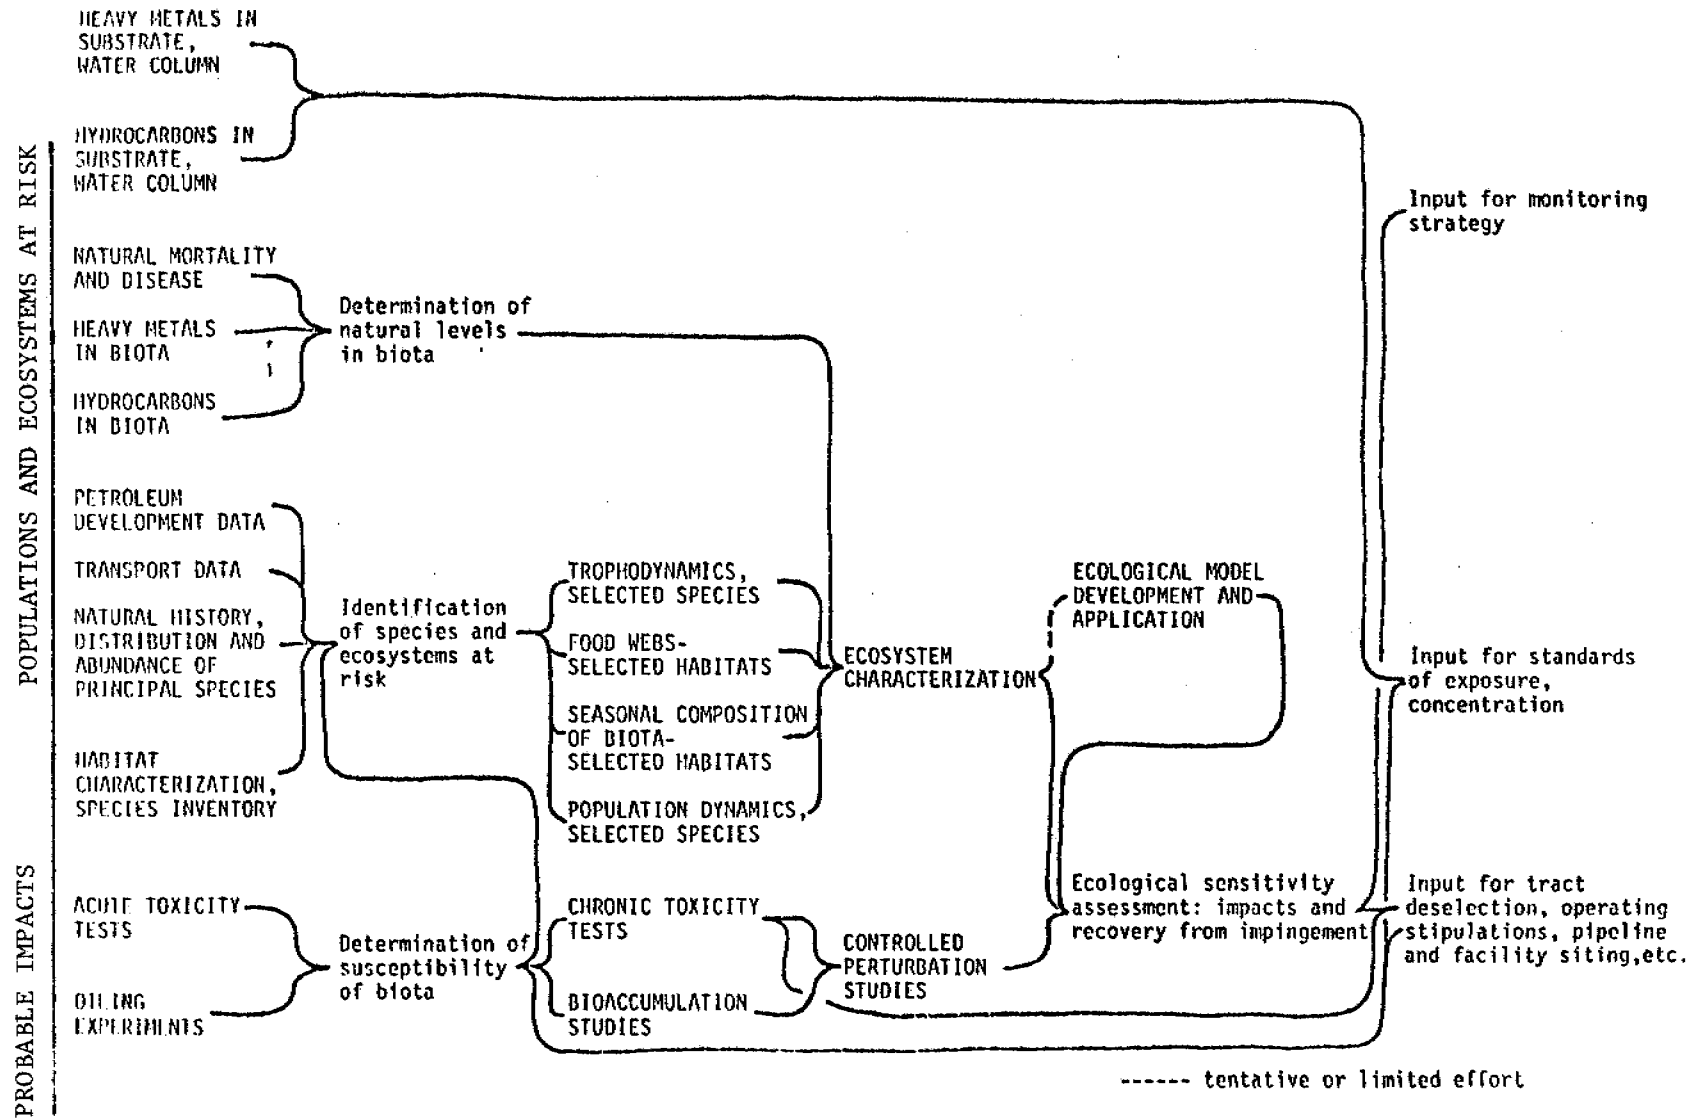 POPULATIONS AND ECOSYSTEMS AT RISK
PROBABLE IMPACTS
HEAVY METALS IN
SUBSTRATE,
WATER COLUMN
HYDROCARBONS IN
SUBSTRATE,
WATER COLUMN
NATURAL MORTALITY
AND DISEASE
HEAVY METALS
IN BIOTA
HYDROCARBONS
IN BIOTA
PETROLEUM
DEVELOPMENT DATA
TRANSPORT DATA
NATURAL HISTORY,
DISTRIBUTION AND
ABUNDANCE OF
PRINCIPAL SPECIES
HABITAT
CHARACTERIZATION,
SPECIES INVENTORY
ACUTE TOXICITY
TESTS
OILING
EXPERIMENTS
Determination of
natural levels
in biota
Identification
of species and
ecosystems at
risk
Determination of
susceptibility
of biota
TROPHODYNAMICS,
SELECTED SPECIES
FOOD WEBS-
SELECTED HABITATS
SEASONAL COMPOSITION
OF BIOTA-
SELECTED HABITATS
POPULATION DYNAMICS,
SELECTED SPECIES
CHRONIC TOXICITY
TESTS
BIOACCUMULATION
STUDIES
ECOSYSTEM
CHARACTERIZATION
CONTROLLED
PERTURBATION
STUDIES
ECOLOGICAL MODEL
DEVELOPMENT AND
APPLICATION
Ecological sensitivity
assessment: impacts and
recovery from impingement
Input for monitoring
strategy
Input for standards
of exposure,
concentration
Input for tract
deselection, operating
stipulations, pipeline
and facility siting,etc.
------ tentative or limited effort